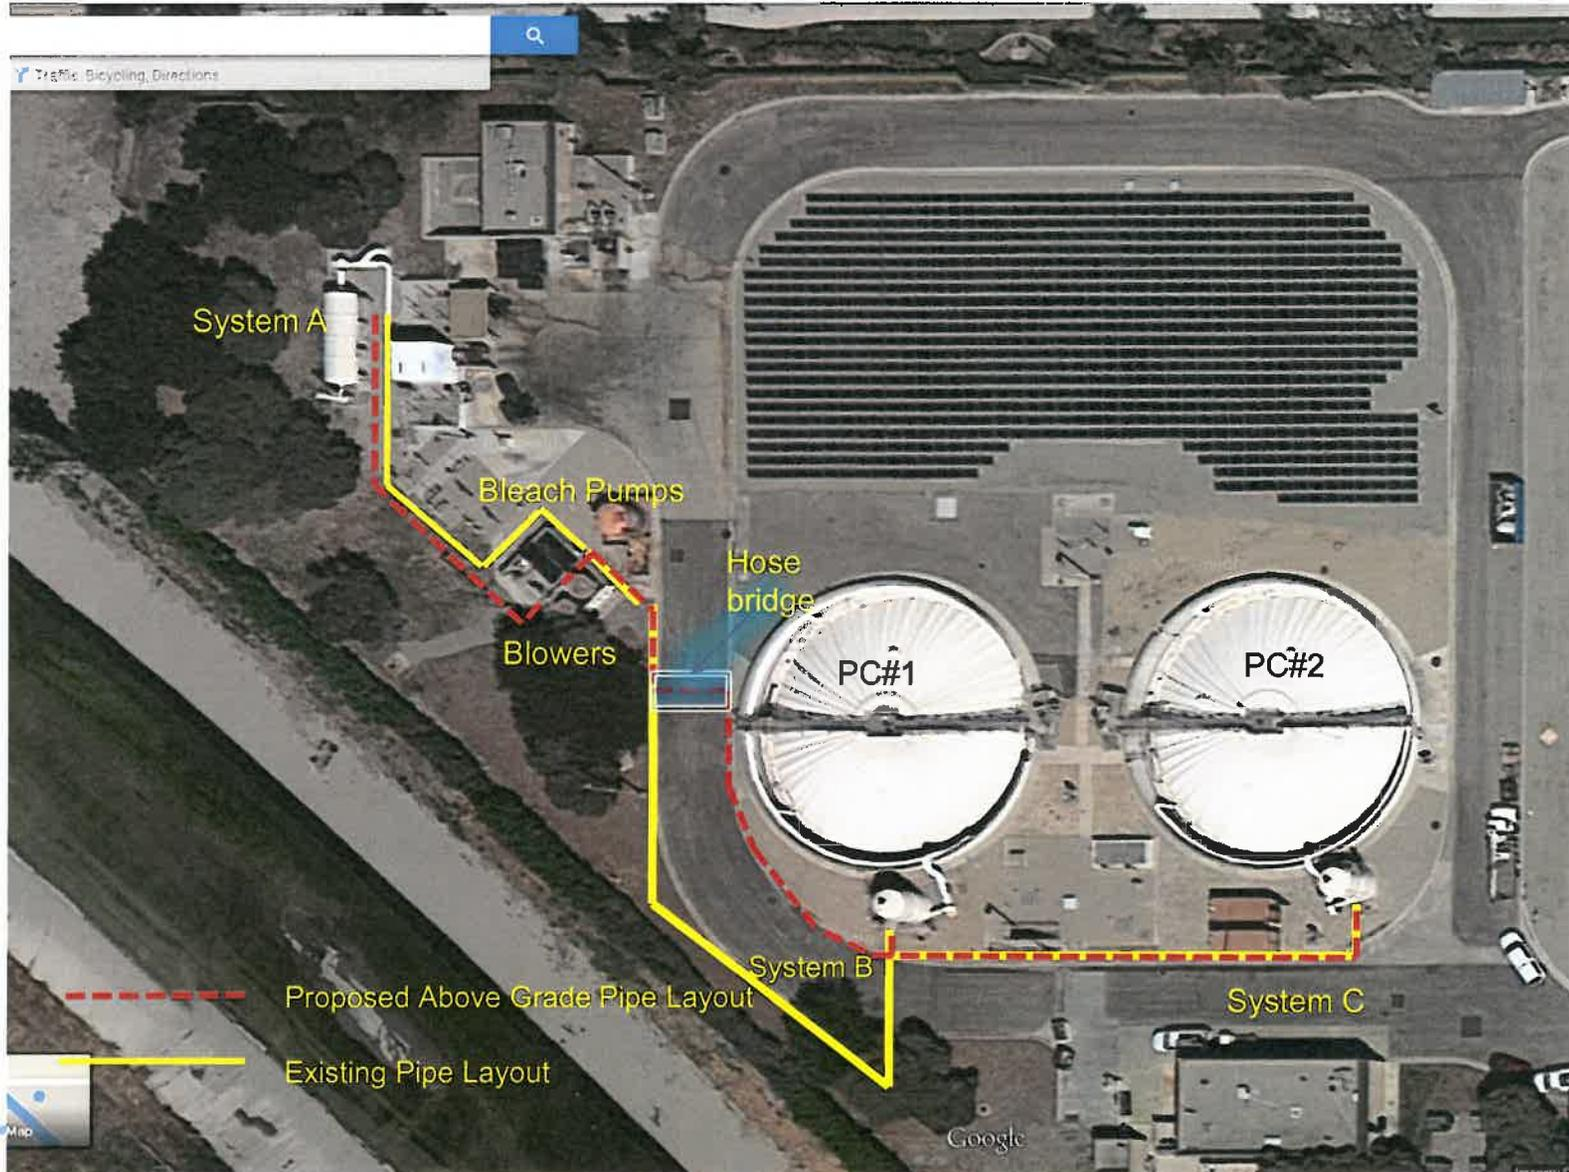 Traffic, Bicycling, Directions
System A
Bleach Pumps
Hose
bridge
Blowers
PC#1
PC#2
System B
Proposed Above Grade Pipe Layout
System C
Existing Pipe Layout
Map
Google